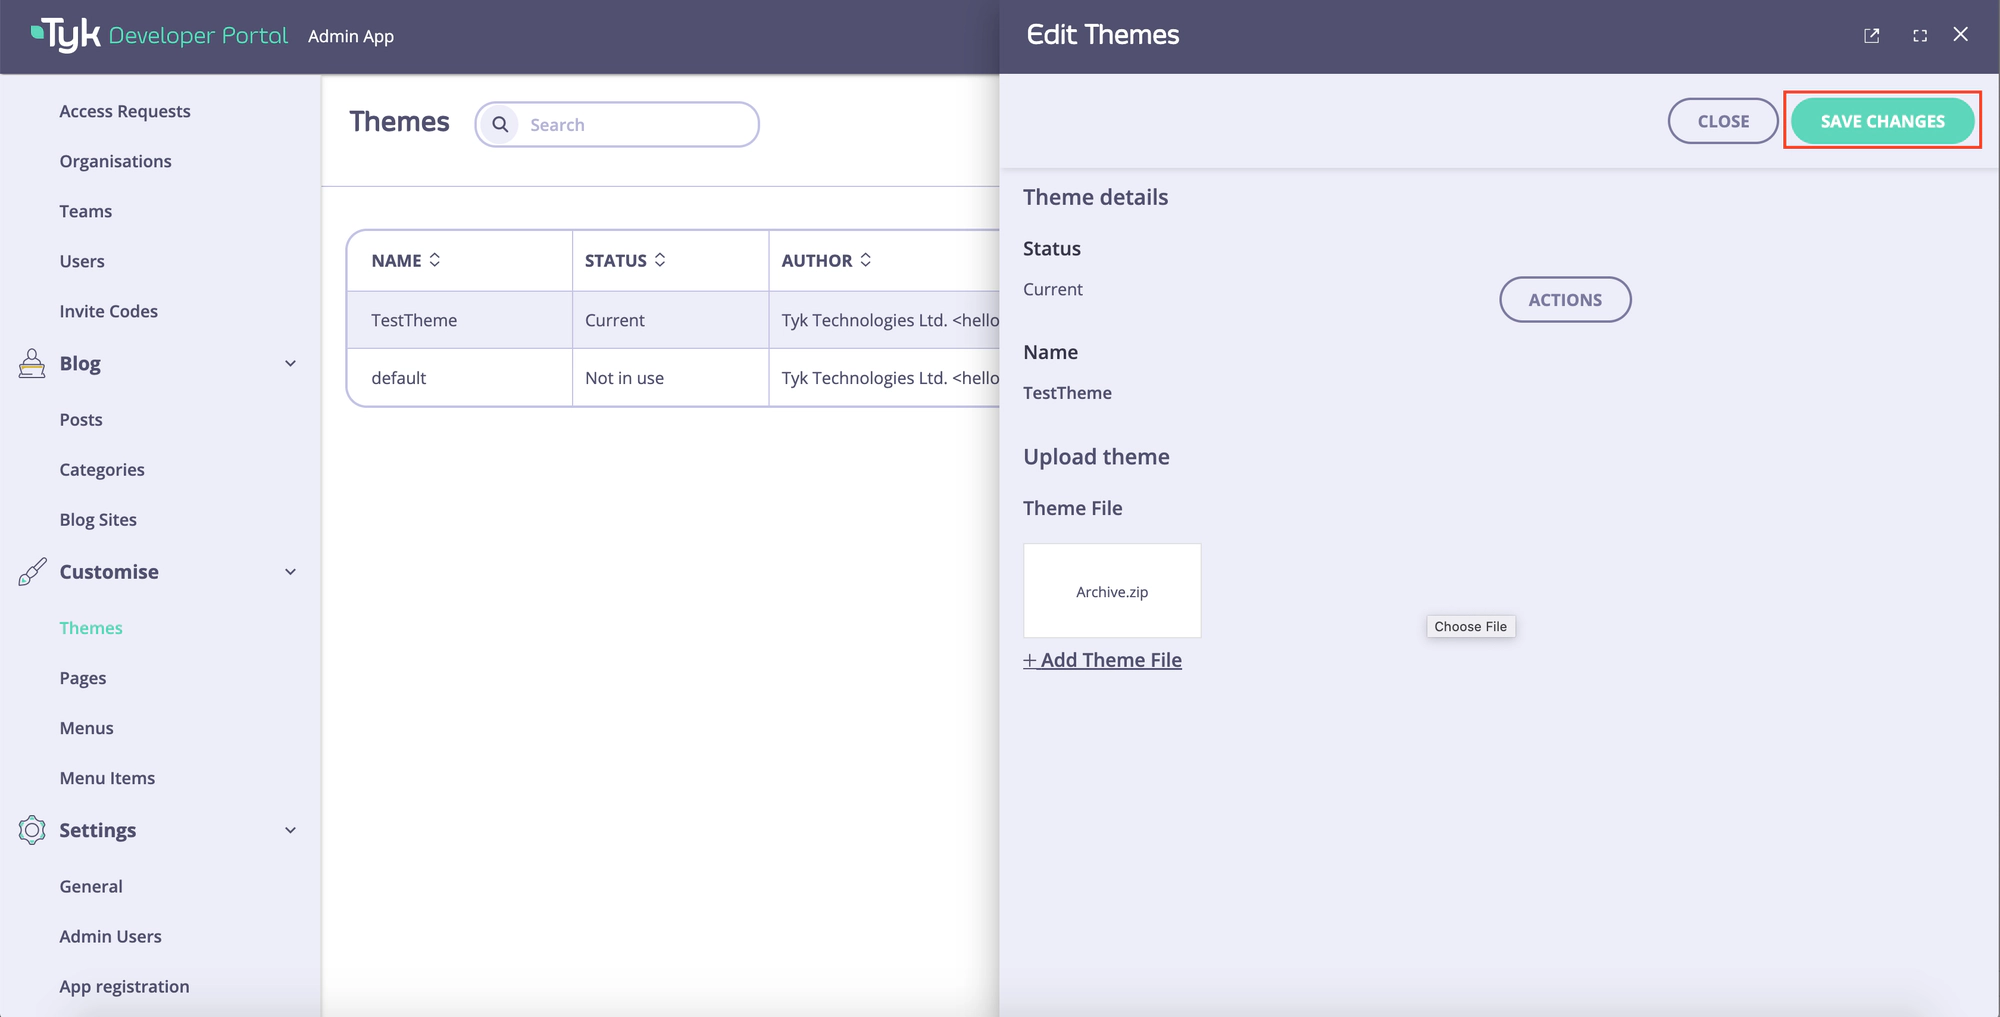 Tyk Developer Portal Admin App
Edit Themes
Access Requests
Organisations
Teams
Users
Invite Codes
Blog
Posts
Categories
Blog Sites
Customise
Themes
Pages
Menus
Menu Items
Settings
General
Admin Users
App registration
Themes
Search
NAME STATUS AUTHOR
TestTheme Current Tyk Technologies Ltd. <hello
default Not in use Tyk Technologies Ltd. <hello
CLOSE SAVE CHANGES
Theme details
Status
Current
ACTIONS
Name
TestTheme
Upload theme
Theme File
Archive.zip
Choose File
+ Add Theme File